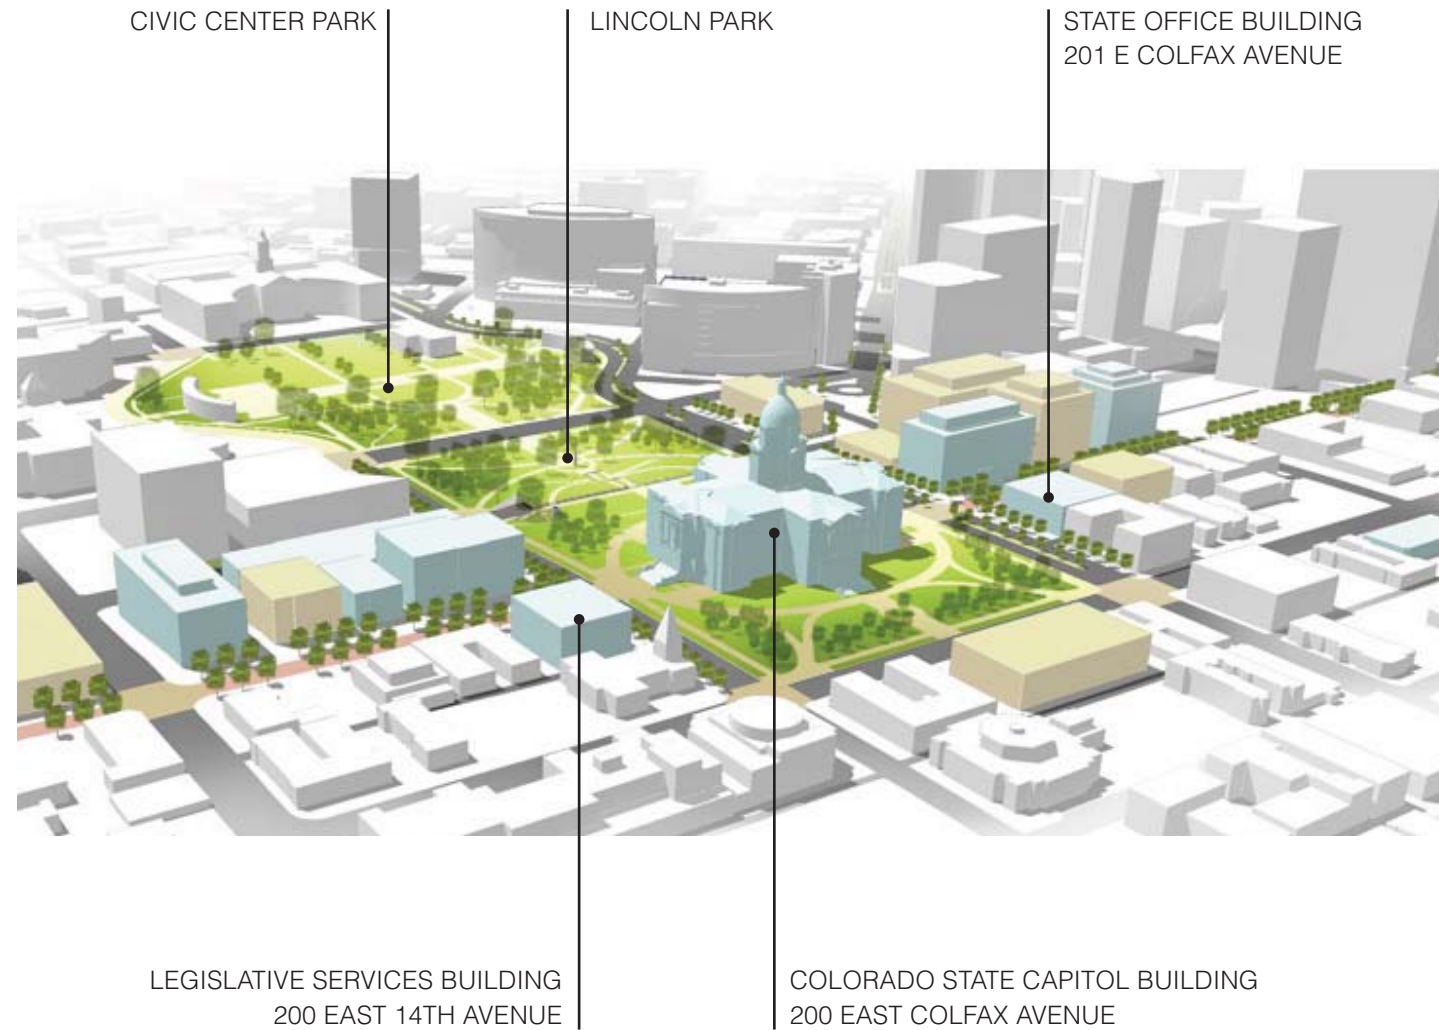 CIVIC CENTER PARK
LINCOLN PARK
STATE OFFICE BUILDING
201 E COLFAX AVENUE
LEGISLATIVE SERVICES BUILDING
200 EAST 14TH AVENUE
COLORADO STATE CAPITOL BUILDING
200 EAST COLFAX AVENUE